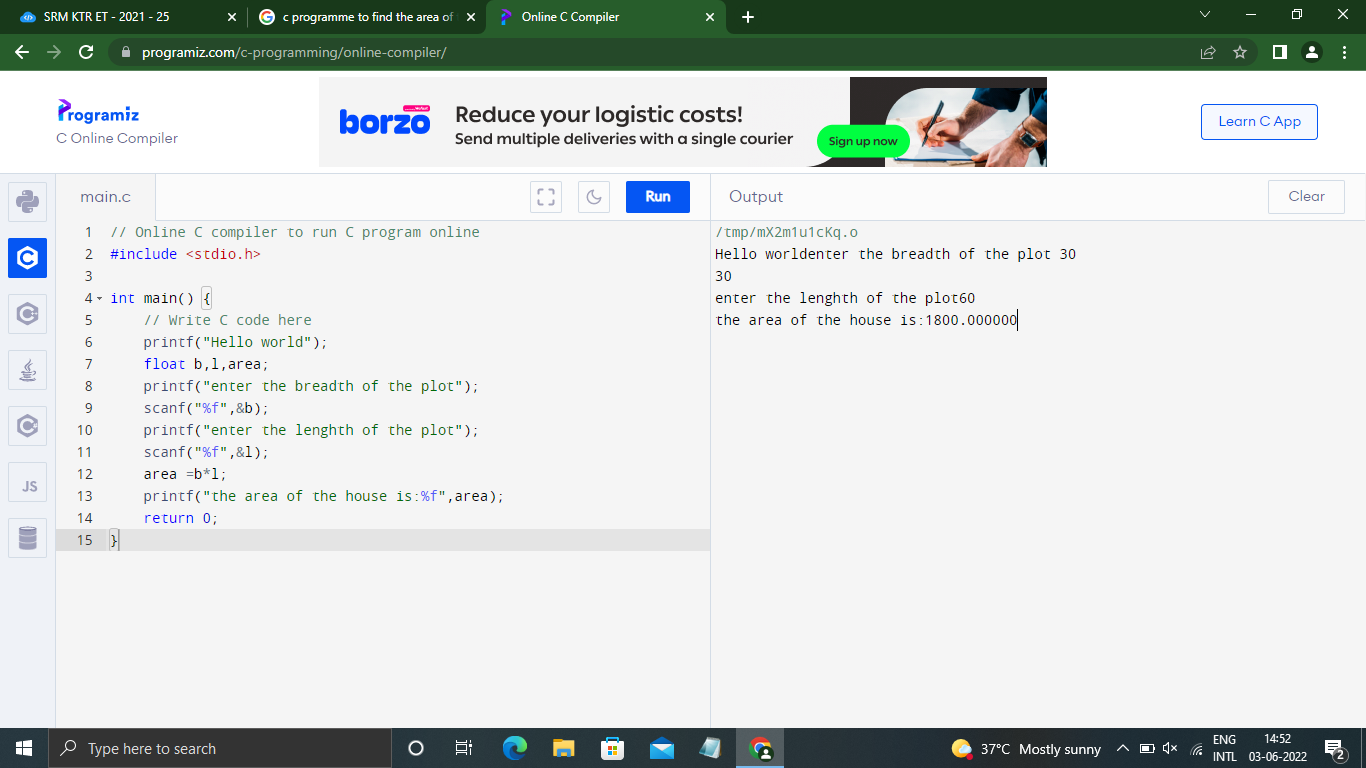 SRM KTR ET - 2021 - 25
c programme to find the area of
Online C Compiler
programiz.com/c-programming/online-compiler/
Programiz
C Online Compiler
borzo
Reduce your logistic costs!
Send multiple deliveries with a single courier
Sign up now
Learn C App
main.c
Run
Output
Clear
1 // Online C compiler to run C program online
2 #include <stdio.h>
3
4 int main() {
5 // Write C code here
6 printf("Hello world");
7 float b,l,area;
8 printf("enter the breadth of the plot");
9 scanf("%f",&b);
10 printf("enter the lenghth of the plot");
11 scanf("%f",&l);
12 area =b*l;
13 printf("the area of the house is:%f",area);
14 return 0;
15 }
/tmp/mX2m1u1cKq.o
Hello worldenter the breadth of the plot 30
30
enter the lenghth of the plot60
the area of the house is:1800.000000
JS
Type here to search
37°C Mostly sunny
ENG
INTL
14:52
03-06-2022
2